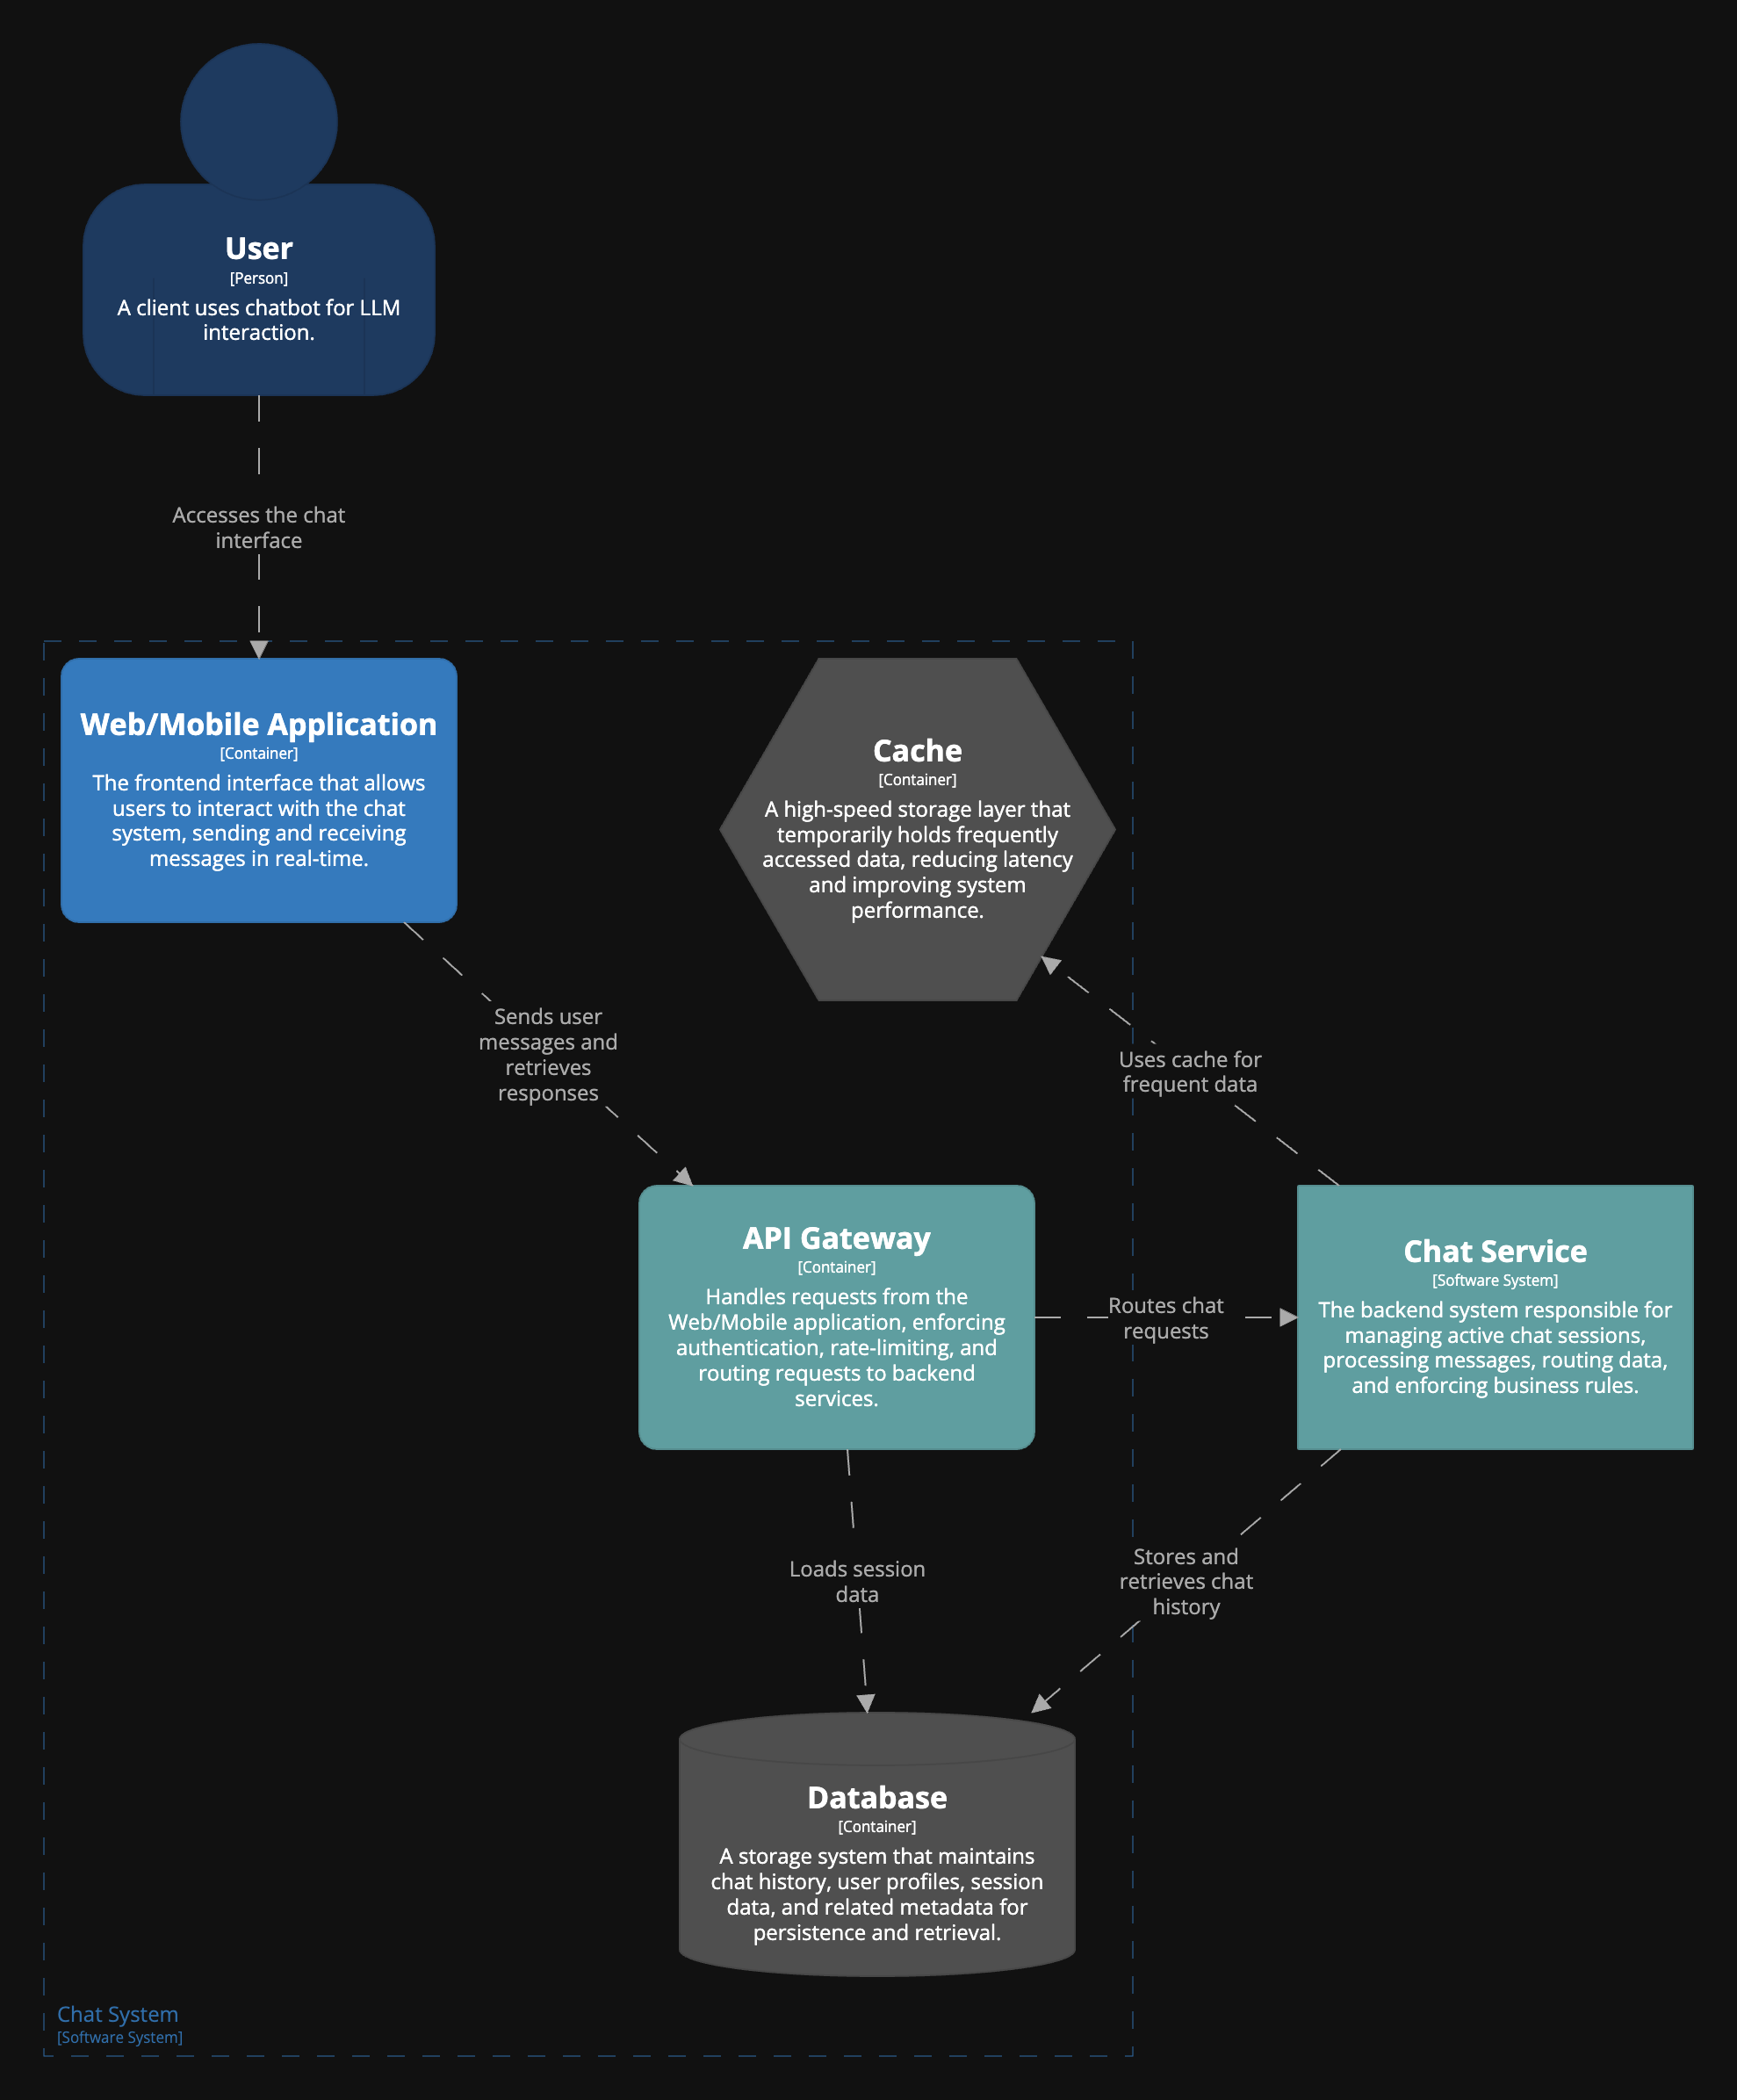 User
[Person]
A client uses chatbot for LLM
interaction.
Accesses the chat
interface
Web/Mobile Application
[Container]
The frontend interface that allows
users to interact with the chat
system, sending and receiving
messages in real-time.
Cache
[Container]
A high-speed storage layer that
temporarily holds frequently
accessed data, reducing latency
and improving system
performance.
Sends user
messages and
retrieves
responses
Uses cache for
frequent data
API Gateway
[Container]
Handles requests from the
Web/Mobile application, enforcing
authentication, rate-limiting, and
routing requests to backend
services.
Routes chat
requests
Chat Service
[Software System]
The backend system responsible for
managing active chat sessions,
processing messages, routing data,
and enforcing business rules.
Loads session
data
Stores and
retrieves chat
history
Database
[Container]
A storage system that maintains
chat history, user profiles, session
data, and related metadata for
persistence and retrieval.
Chat System
[Software System]